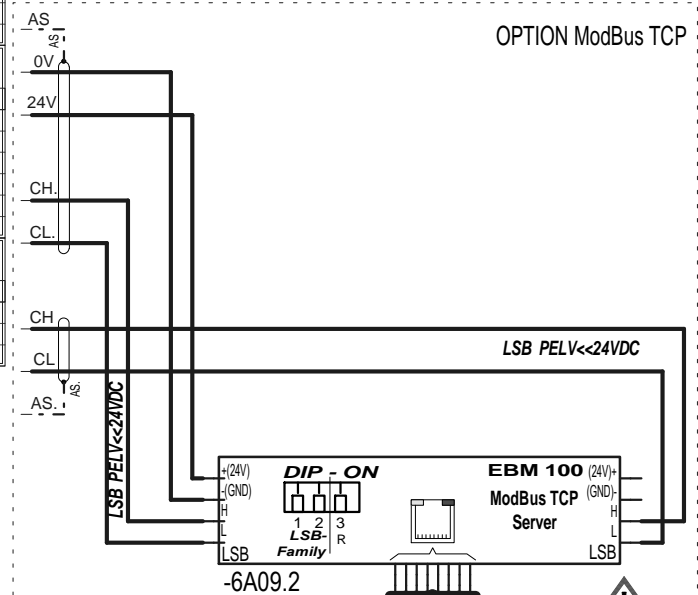 AS
AS
OPTION ModBus TCP
0V
24V
CH.
CL.
CH
LSB PELV<<24VDC
CL
AS.
AS.
LSB PELV<<24VDC
+(24V)
DIP - ON
EBM 100
(24V)+
-(GND)
ModBus TCP
(GND)-
H
H
1 2 3
Server
L
LSB-
R
L
LSB
Family
LSB
-6A09.2